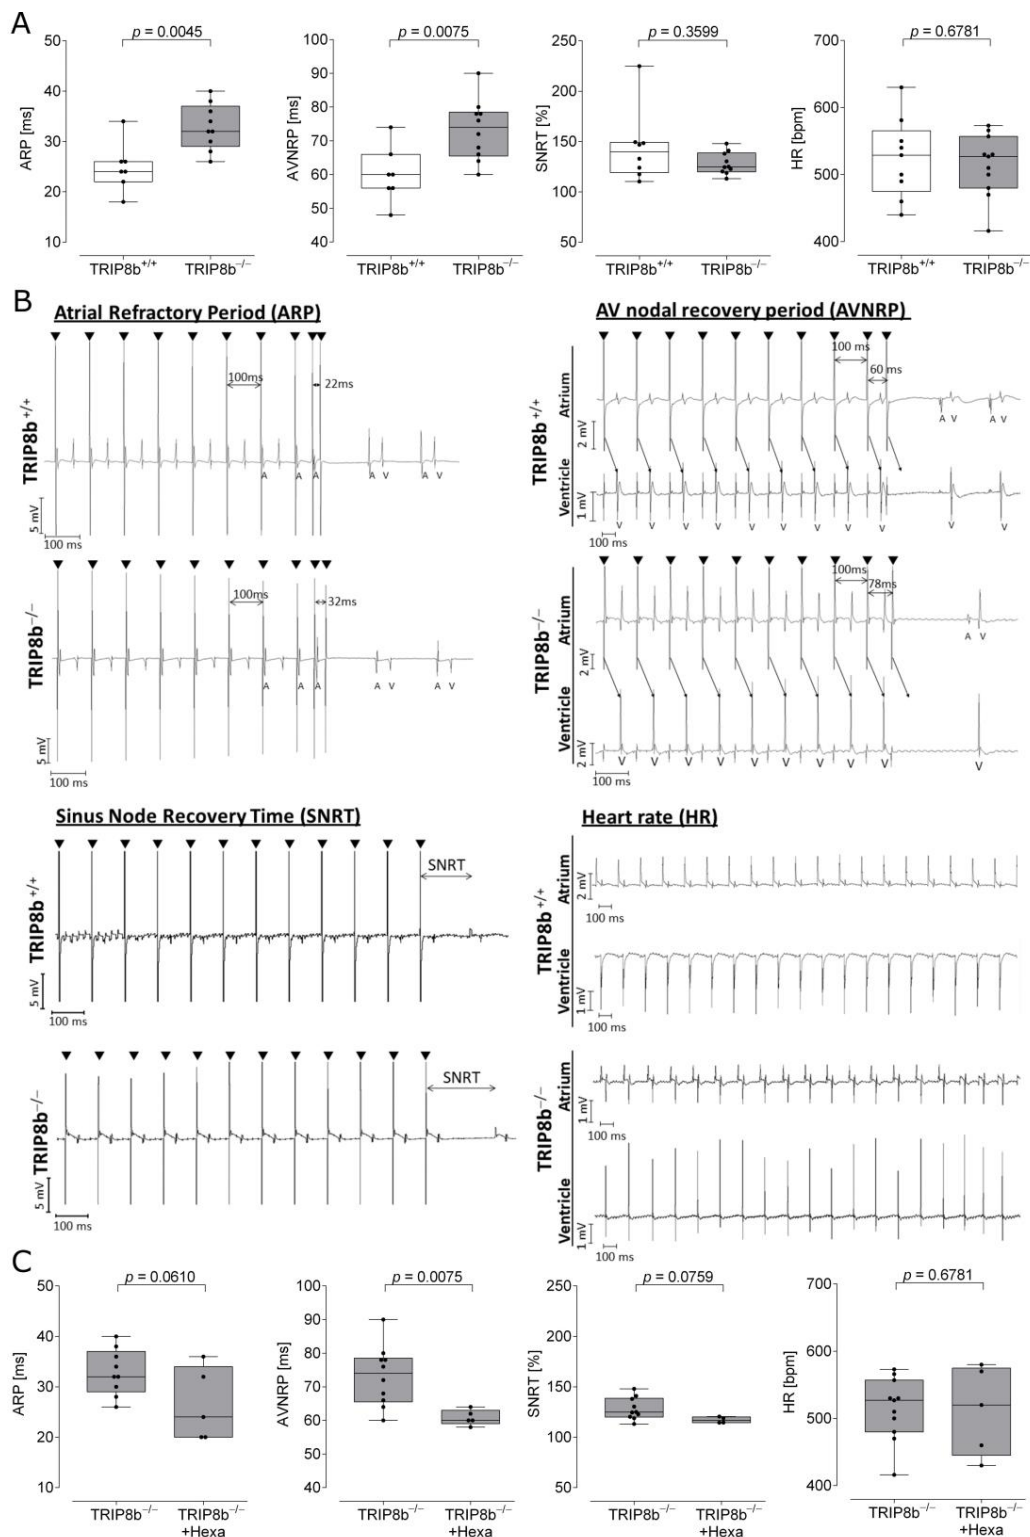 A
p = 0.0045
p = 0.0075
p = 0.3599
p = 0.6781
ARP [ms]
50
40
30
20
10
TRIP8b+/+
TRIP8b−/−
AVNRP [ms]
100
90
80
70
60
50
40
TRIP8b+/+
TRIP8b−/−
SNRT [%]
250
200
150
100
50
TRIP8b+/+
TRIP8b−/−
HR [bpm]
700
600
500
400
TRIP8b+/+
TRIP8b−/−
B
Atrial Refractory Period (ARP)
TRIP8b+/+
100ms
22ms
A A A A V A V
5 mV
100 ms
TRIP8b−/−
100ms
32ms
A A A A V A V
5 mV
100 ms
AV nodal recovery period (AVNRP)
TRIP8b+/+
Atrium
100 ms
60 ms
2 mV
A V A V
Ventricle
1 mV
V V V V V V V V V V V
100 ms
TRIP8b−/−
Atrium
100ms
78ms
2 mV
A V
Ventricle
2 mV
V V V V V V V V V V
100 ms
Sinus Node Recovery Time (SNRT)
TRIP8b+/+
SNRT
5 mV
100 ms
TRIP8b−/−
SNRT
5 mV
100 ms
Heart rate (HR)
TRIP8b+/+
Atrium
2 mV
100 ms
Ventricle
1 mV
100 ms
TRIP8b−/−
Atrium
1 mV
100 ms
Ventricle
1 mV
100 ms
C
p = 0.0610
p = 0.0075
p = 0.0759
p = 0.6781
ARP [ms]
50
40
30
20
10
TRIP8b−/−
TRIP8b−/−
+Hexa
AVNRP [ms]
100
90
80
70
60
50
40
TRIP8b−/−
TRIP8b−/−
+Hexa
SNRT [%]
250
200
150
100
50
TRIP8b−/−
TRIP8b−/−
+Hexa
HR [bpm]
700
600
500
400
TRIP8b−/−
TRIP8b−/−
+Hexa